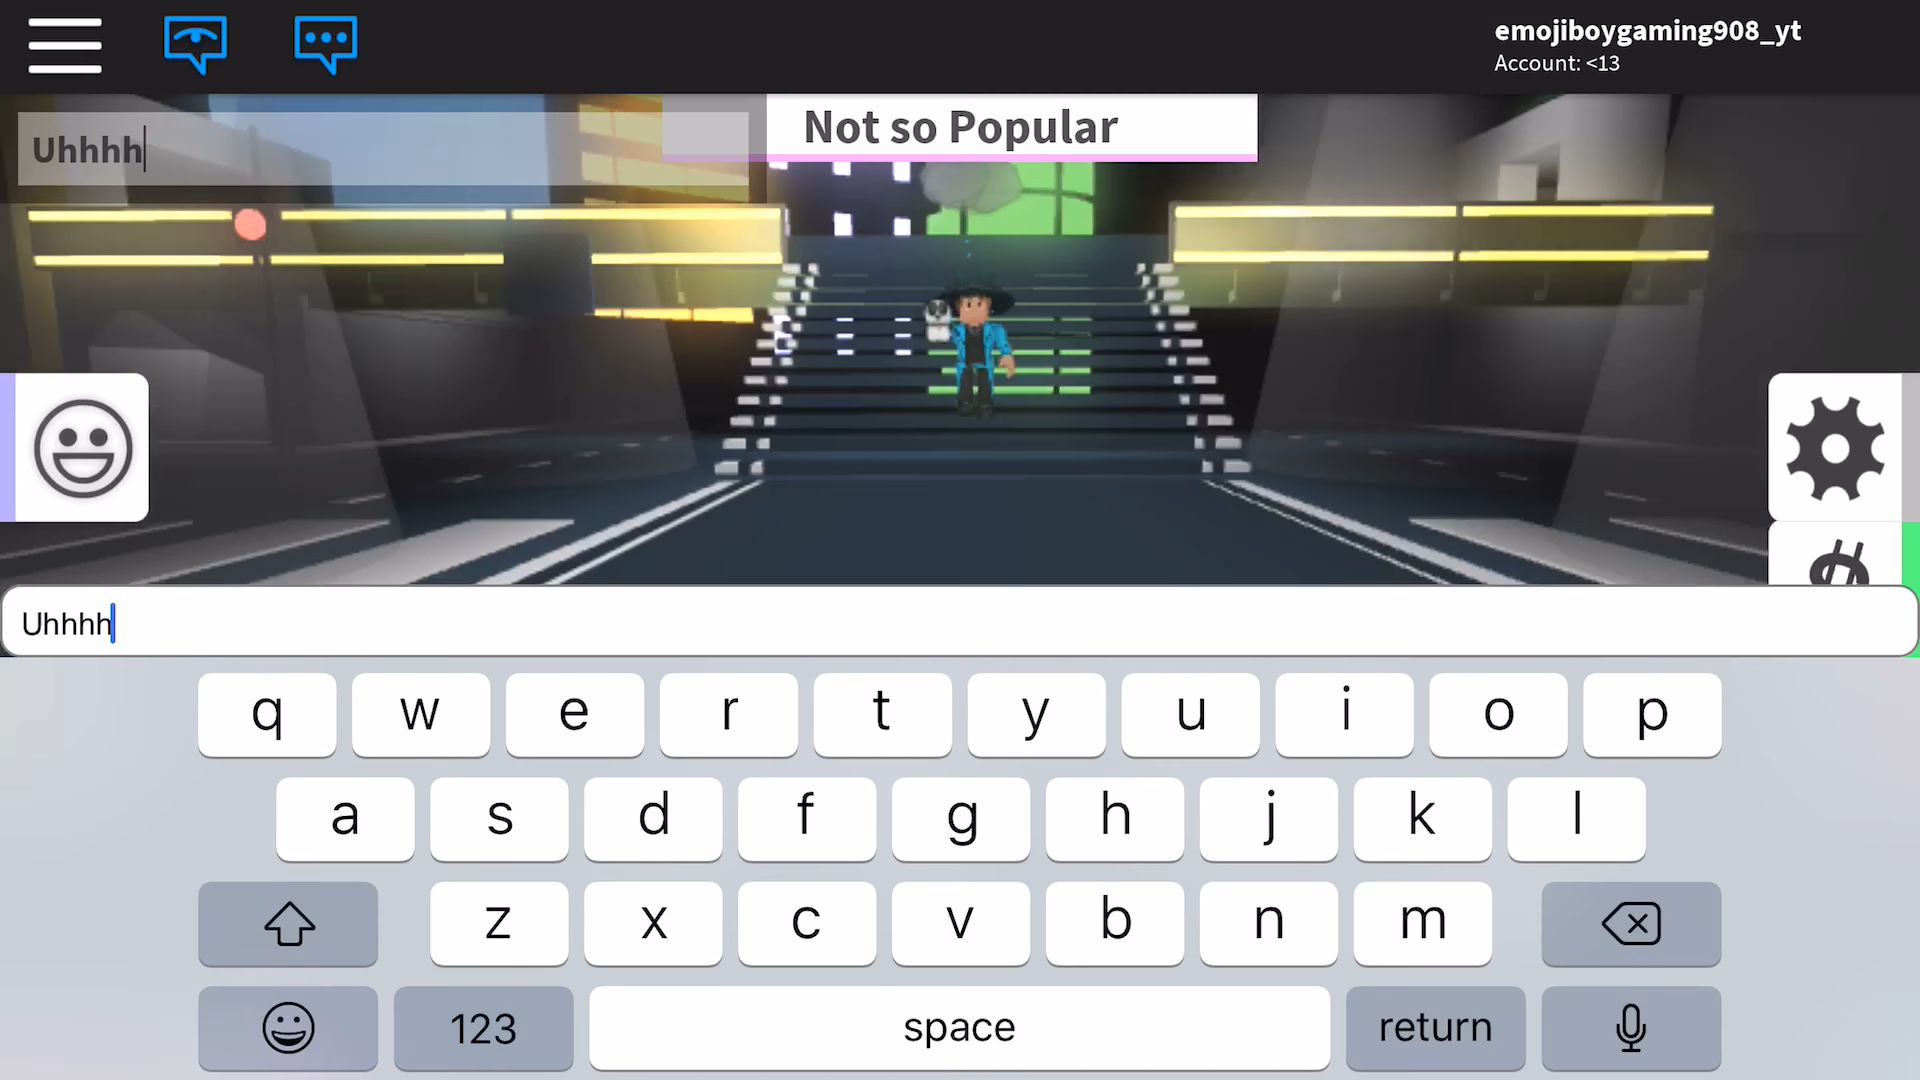 emojiboygaming908_yt
Account: <13
Not so Popular
Uhhhh
Uhhhh
q w e r t y u i o p
a s d f g h j k l
z x c v b n m
123 space return